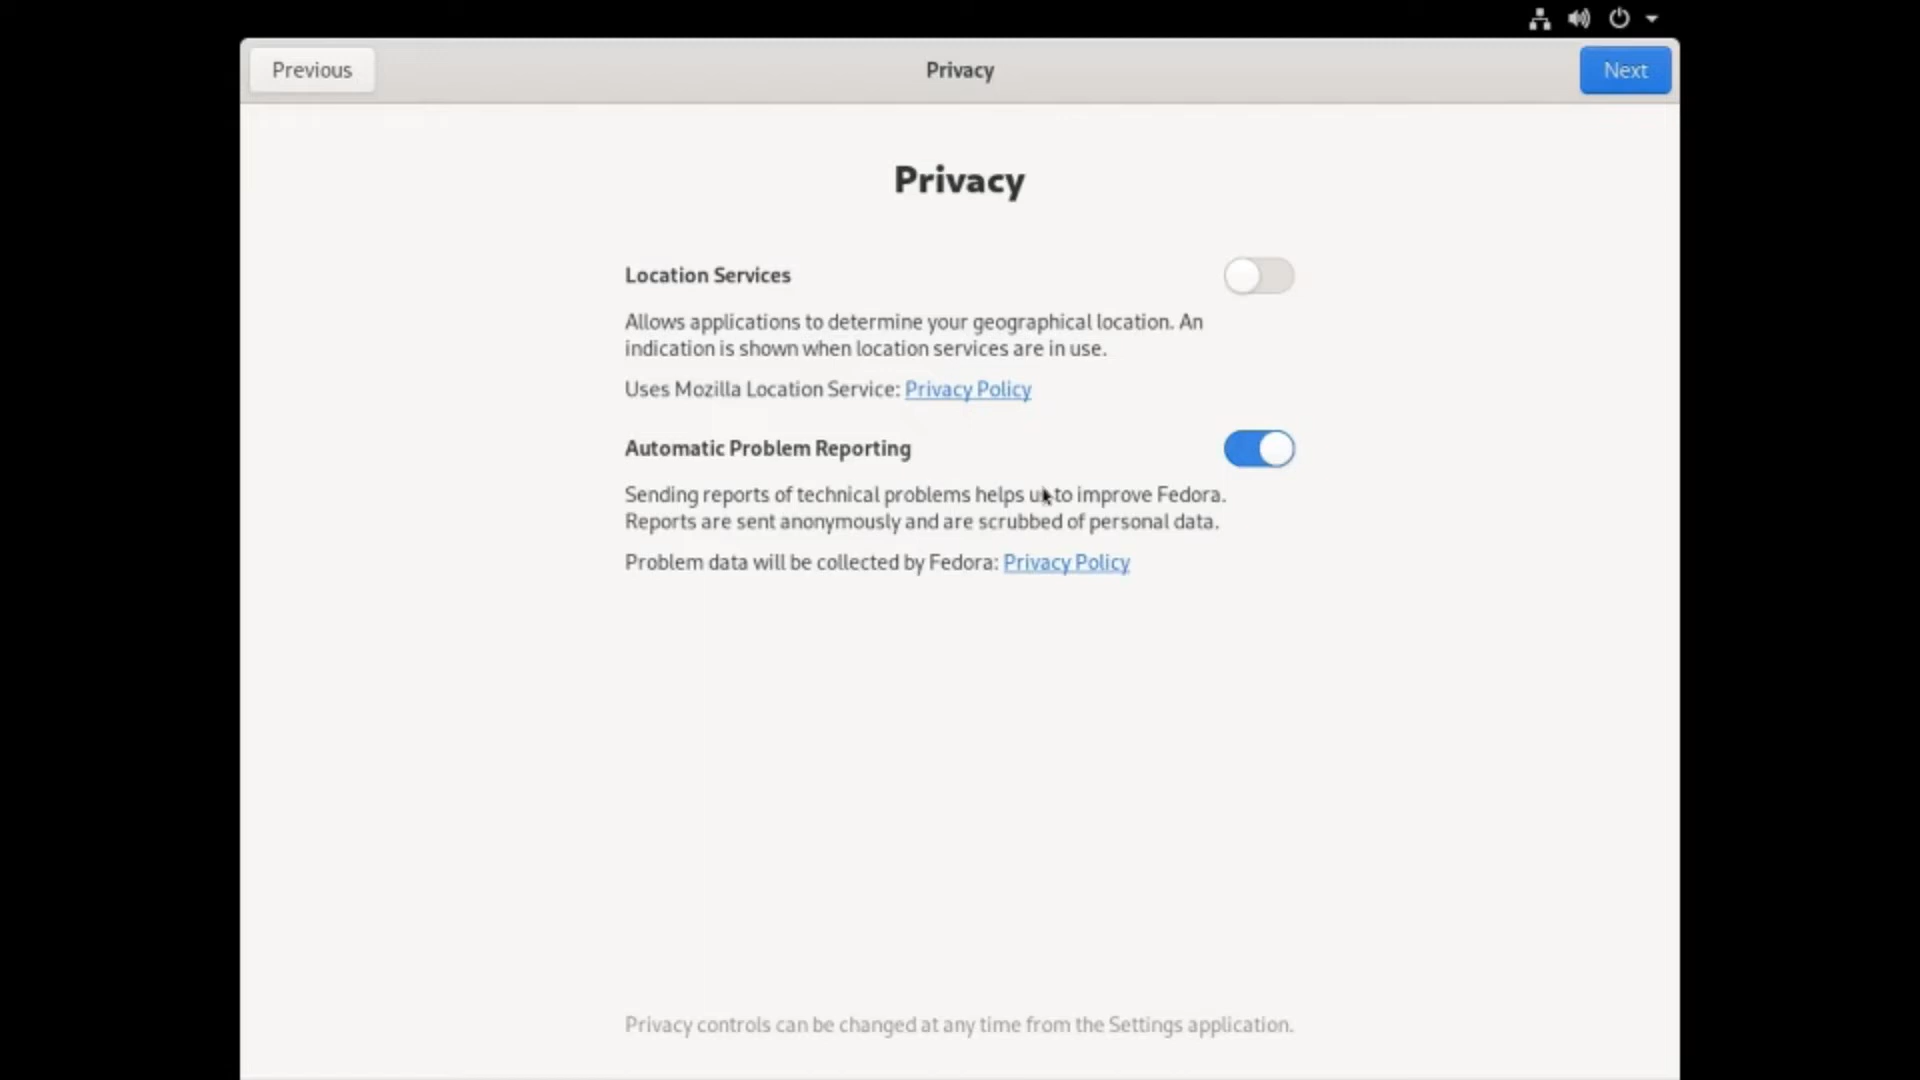 Previous
Privacy
Next
Privacy
Location Services
Allows applications to determine your geographical location. An
indication is shown when location services are in use.
Uses Mozilla Location Service: Privacy Policy
Automatic Problem Reporting
Sending reports of technical problems helps us to improve Fedora.
Reports are sent anonymously and are scrubbed of personal data.
Problem data will be collected by Fedora: Privacy Policy
Privacy controls can be changed at any time from the Settings application.